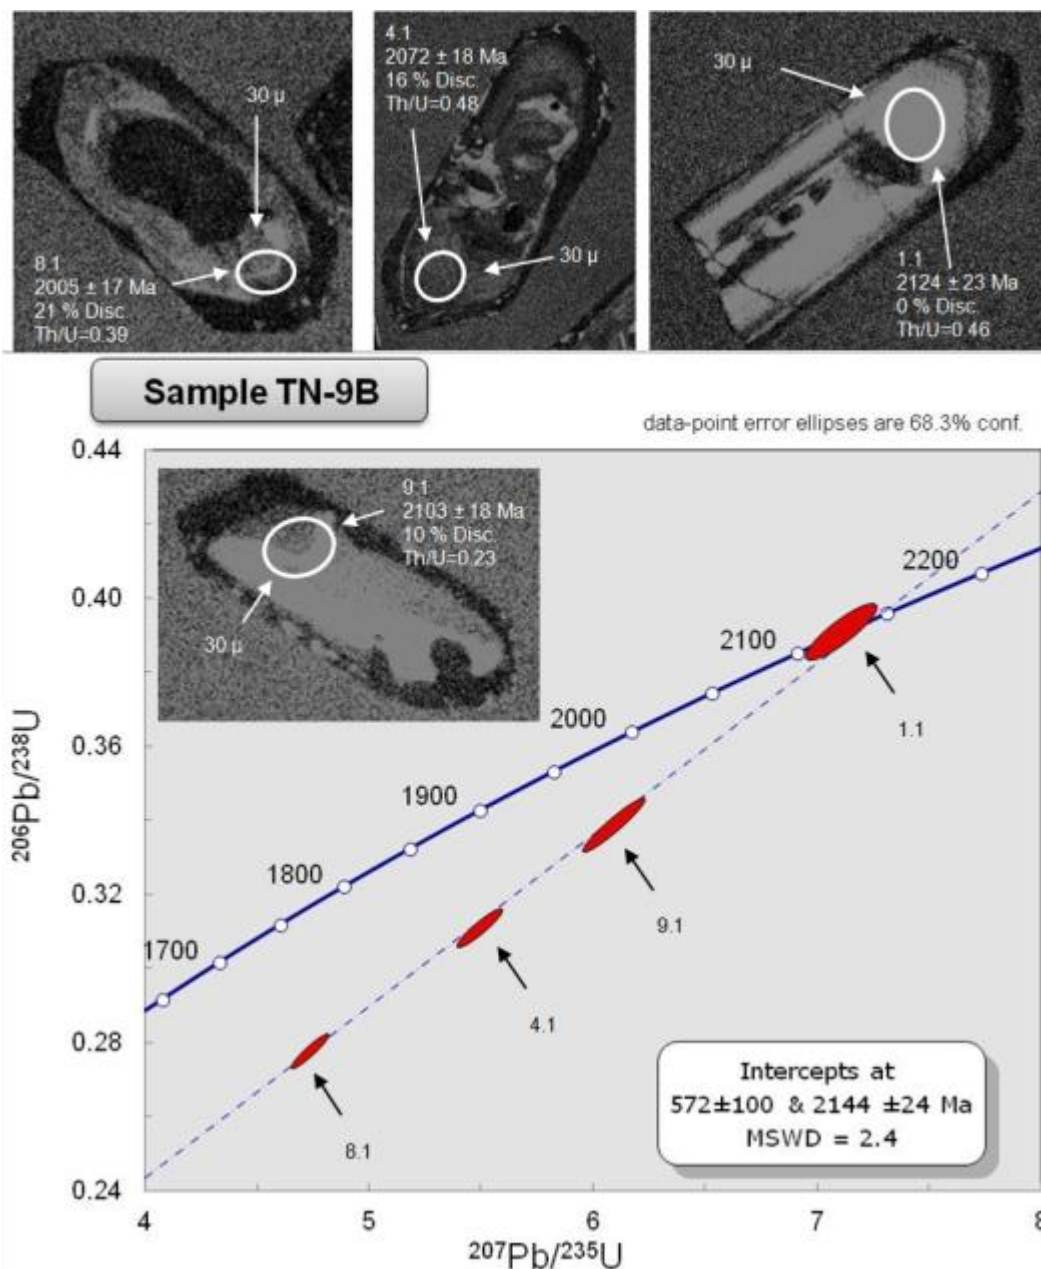 30 µ
8.1
2005 ± 17 Ma
21 % Disc.
Th/U=0.39
4.1
2072 ± 18 Ma
16 % Disc.
Th/U=0.48
30 µ
30 µ
1.1
2124 ± 23 Ma
0 % Disc.
Th/U=0.46
Sample TN-9B
data-point error ellipses are 68.3% conf.
9.1
2103 ± 18 Ma
10 % Disc.
Th/U=0.23
30 µ
0.44
0.40
0.36
0.32
0.28
0.24
206Pb/238U
2200
2100
2000
1900
1800
1700
1.1
9.1
4.1
8.1
Intercepts at
572±100 & 2144 ±24 Ma
MSWD = 2.4
4 5 6 7 8
207Pb/235U